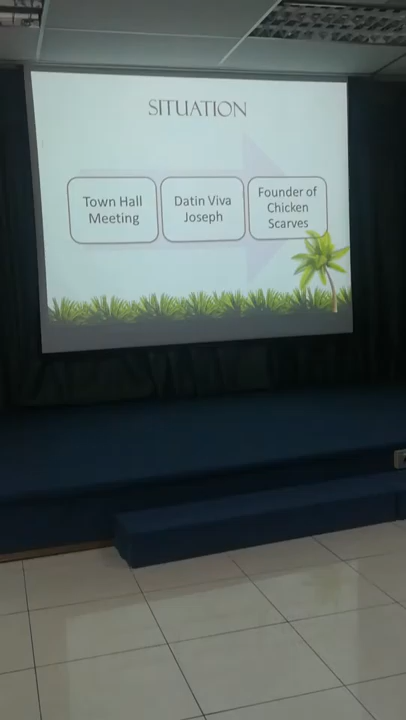 SITUATION
Town Hall
Meeting
Datin Viva
Joseph
Founder of
Chicken
Scarves